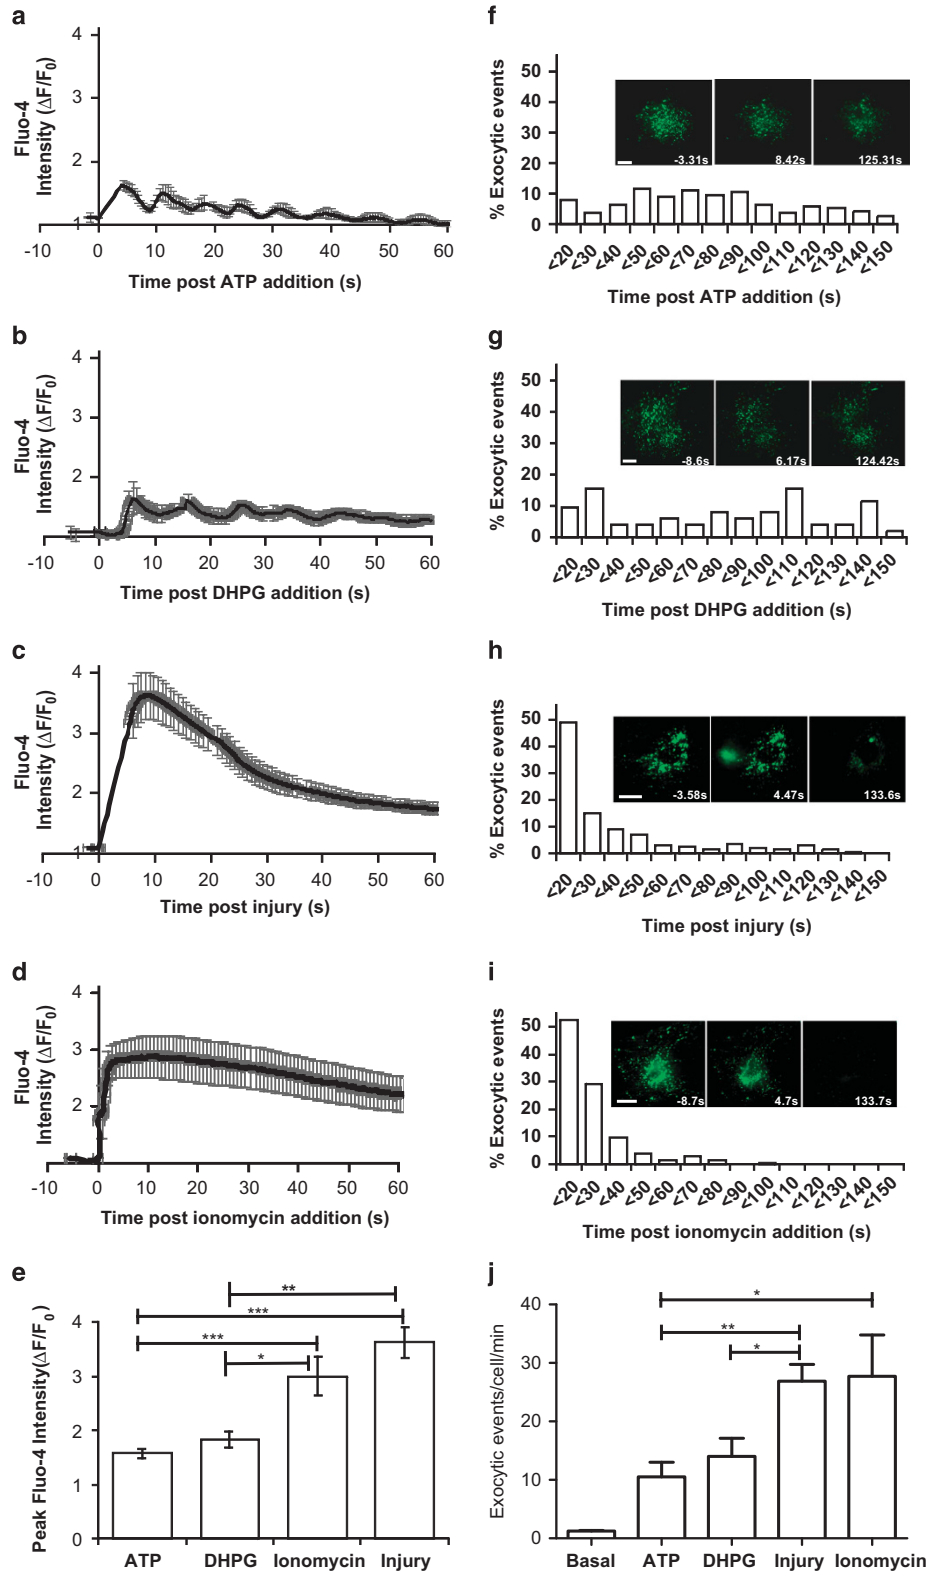 a
Fluo-4
Intensity (ΔF/F0)
4
3
2
1
-10 0 10 20 30 40 50 60
Time post ATP addition (s)
f
% Exocytic events
50
40
30
20
10
0
-3.31s 8.42s 125.31s
<20 <30 <40 <50 <60 <70 <80 <90 <100 <110 <120 <130 <140 <150
Time post ATP addition (s)
b
Fluo-4
Intensity (ΔF/F0)
4
3
2
-10 0 10 20 30 40 50 60
Time post DHPG addition (s)
g
% Exocytic events
50
40
30
20
10
0
-8.6s 6.17s 124.42s
<20 <30 <40 <50 <60 <70 <80 <90 <100 <110 <120 <130 <140 <150
Time post DHPG addition (s)
c
Fluo-4
Intensity (ΔF/F0)
4
3
2
1
-10 0 10 20 30 40 50 60
Time post injury (s)
h
% Exocytic events
50
40
30
20
10
0
-3.58s 4.47s 133.6s
<20 <30 <40 <50 <60 <70 <80 <90 <100 <110 <120 <130 <140 <150
Time post injury (s)
d
Fluo-4
Intensity (ΔF/F0)
4
3
2
-10 0 10 20 30 40 50 60
Time post ionomycin addition (s)
i
% Exocytic events
50
40
30
20
10
0
-8.7s 4.7s 133.7s
<20 <30 <40 <50 <60 <70 <80 <90 <100 <110 <120 <130 <140 <150
Time post ionomycin addition (s)
e
Peak Fluo-4 Intensity(ΔF/F0)
4
3
2
1
0
**
***
***
*
ATP DHPG Ionomycin Injury
j
Exocytic events/cell/min
40
30
20
10
0
*
**
*
Basal ATP DHPG Injury Ionomycin